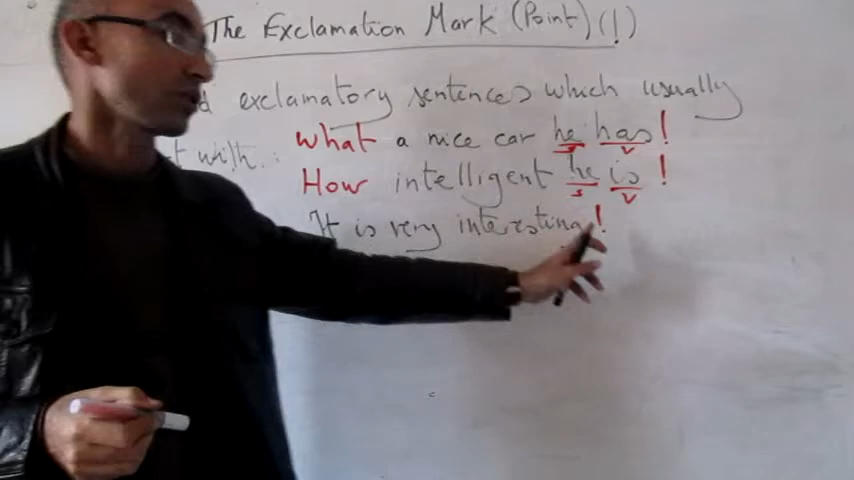 The Exclamation Mark (Point) (!)
exclamatory sentences which usually
with : what a nice car he has!
S V
How intelligent he is!
S V
It is very interesting!